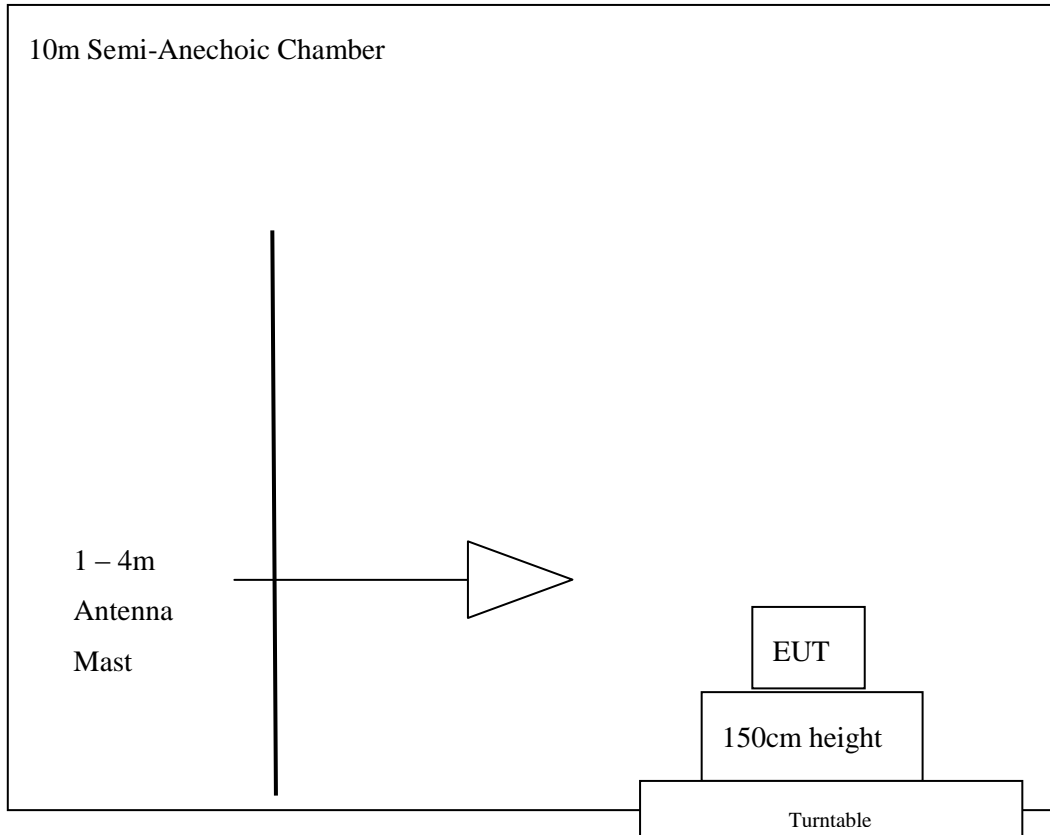 10m Semi-Anechoic Chamber
1 – 4m
Antenna
Mast
EUT
150cm height
Turntable